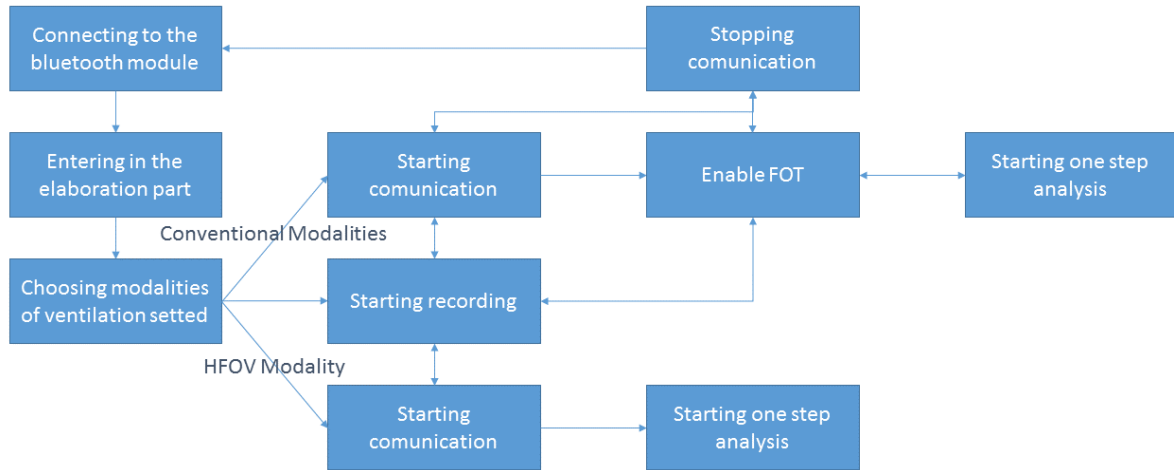 Connecting to the
bluetooth module
Stopping
comunication
Entering in the
elaboration part
Starting
comunication
Enable FOT
Starting one step
analysis
Conventional Modalities
Choosing modalities
of ventilation setted
Starting recording
HFOV Modality
Starting
comunication
Starting one step
analysis